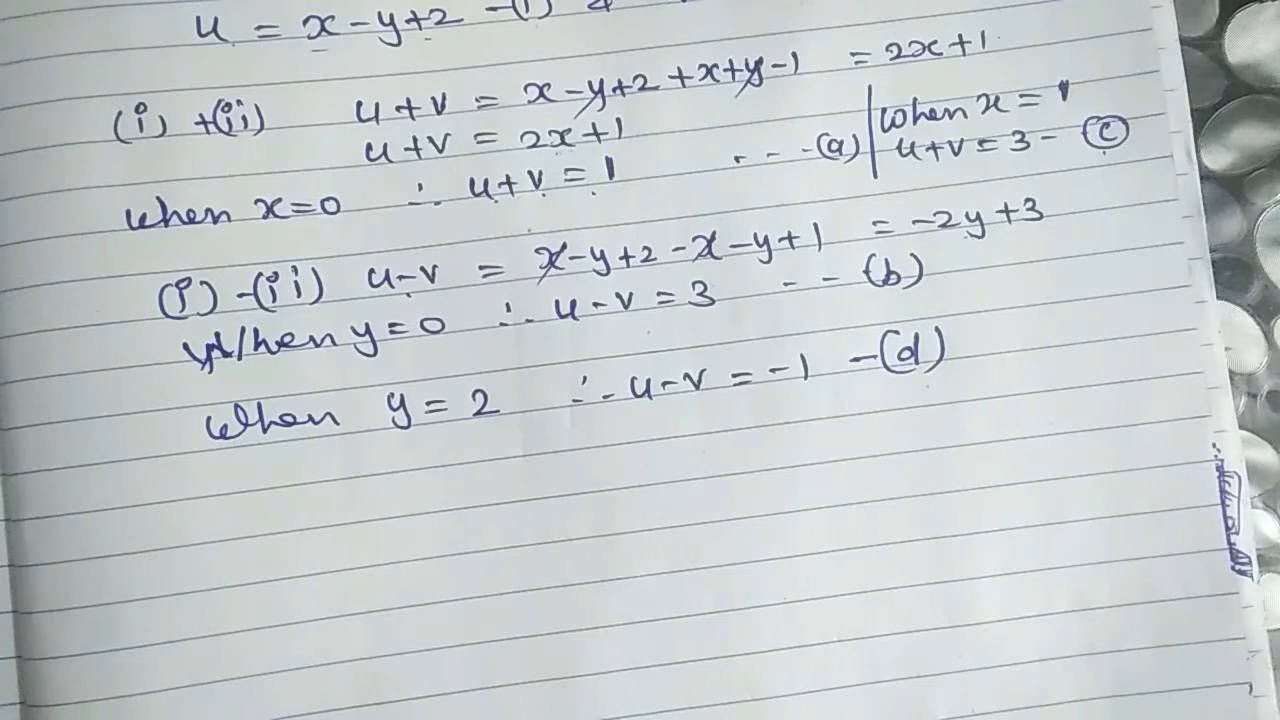 u = x-y+2 -(i) &
(i) +(ii) u+v = x-y+2 +x+y-1 = 2x+1
u+v = 2x+1 ---(a)
when x=0 ∴ u+v = 1
When x = 1
u+v = 3 - (c)
(i) -(ii) u-v = x-y+2 -x-y+1 = -2y+3
When y=0 ∴ u-v = 3 -- (b)
When y = 2 ∴ u-v = -1 -(d)